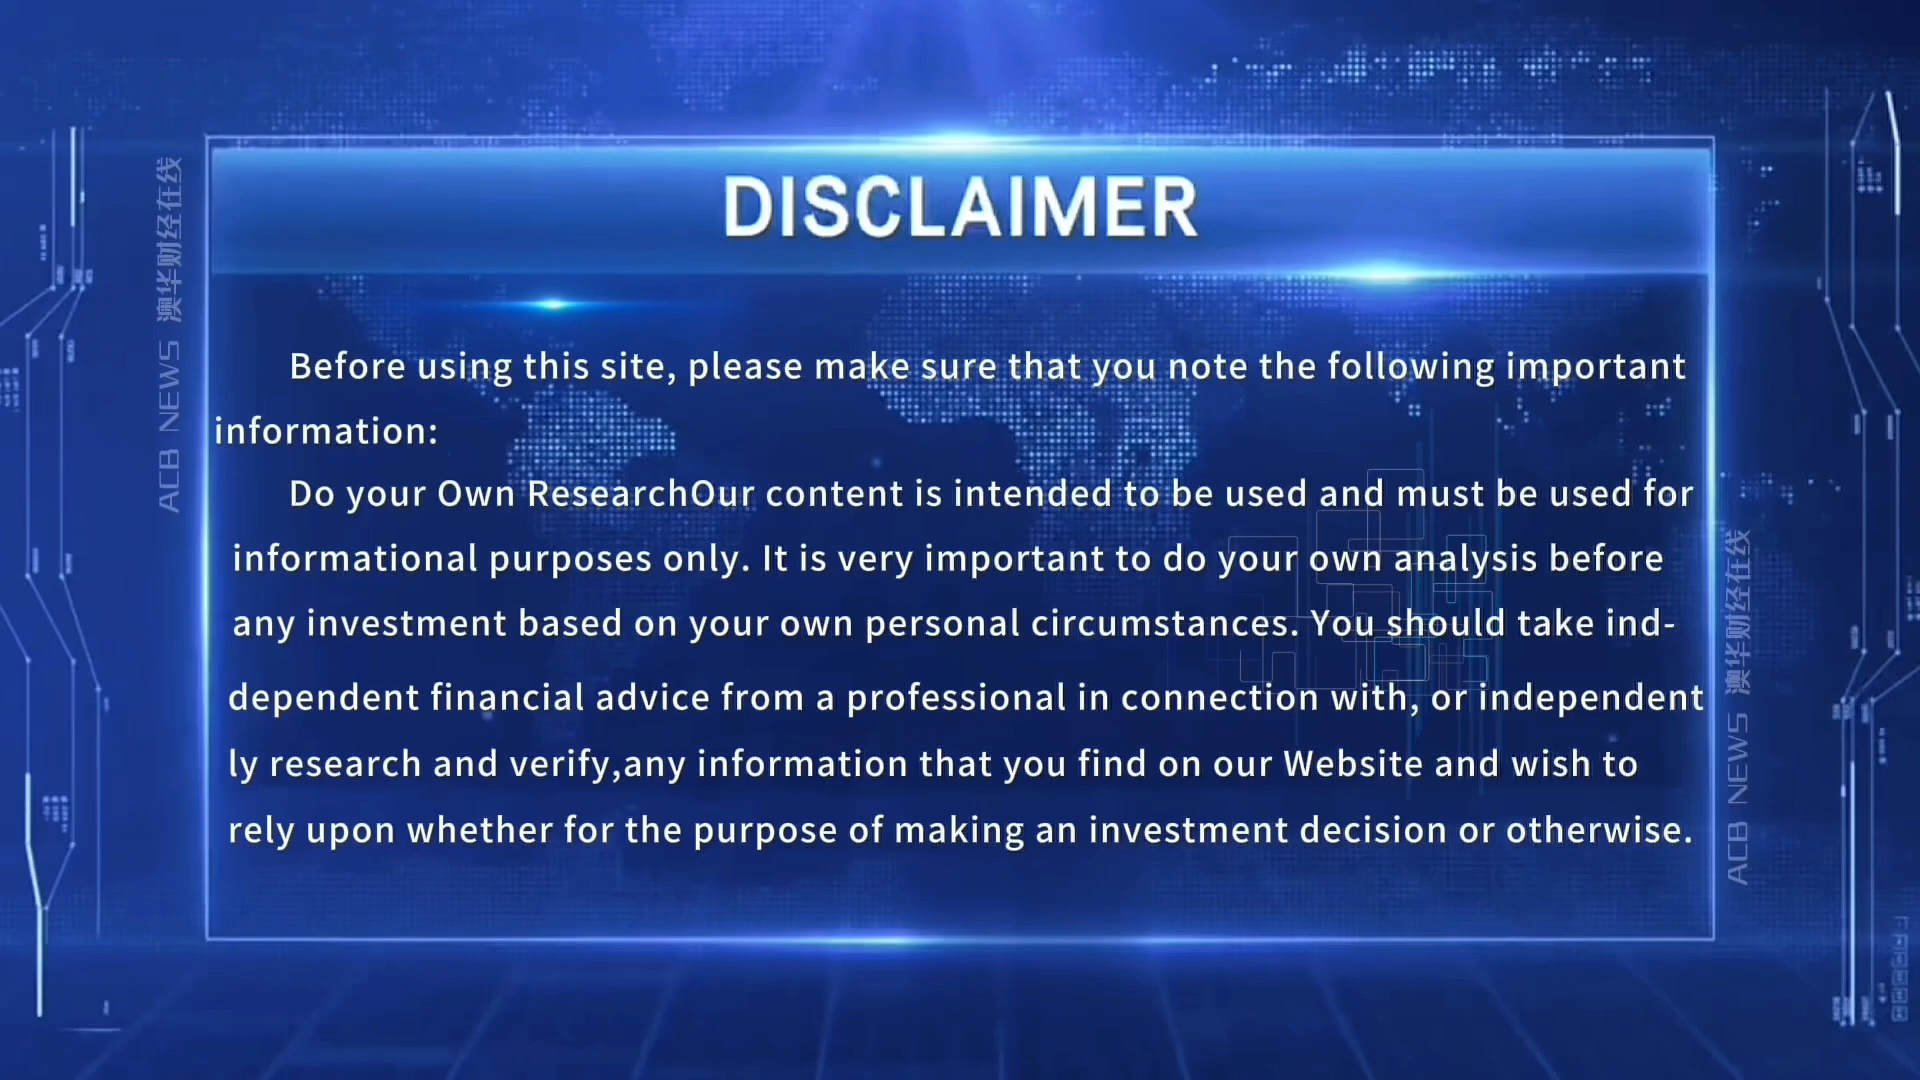 DISCLAIMER
Before using this site, please make sure that you note the following important
information:
Do your Own ResearchOur content is intended to be used and must be used for
informational purposes only. It is very important to do your own analysis before
any investment based on your own personal circumstances. You should take ind-
dependent financial advice from a professional in connection with, or independent
ly research and verify,any information that you find on our Website and wish to
rely upon whether for the purpose of making an investment decision or otherwise.
ACB NEWS 澳华财经在线
ACB NEWS 澳华财经在线